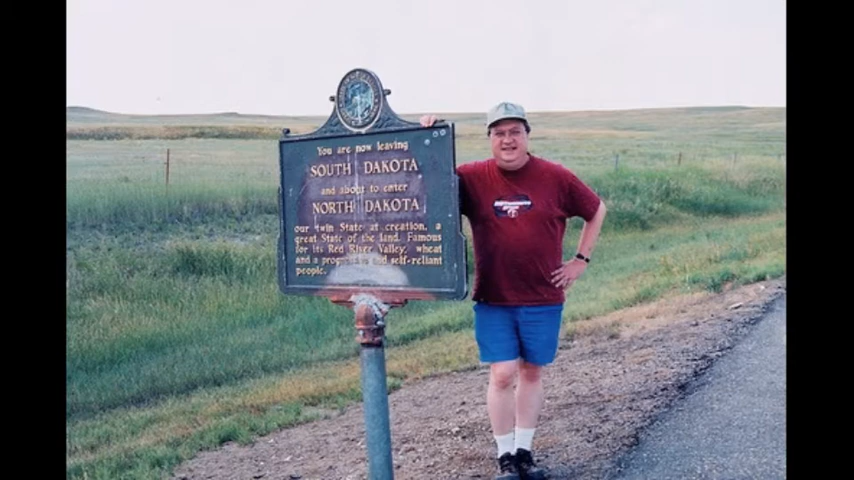 You are now leaving
SOUTH DAKOTA
and about to enter
NORTH DAKOTA
our twin State at creation, a
great State of the land. Famous
for its Red River Valley, wheat
and a progressive and self-reliant
people.